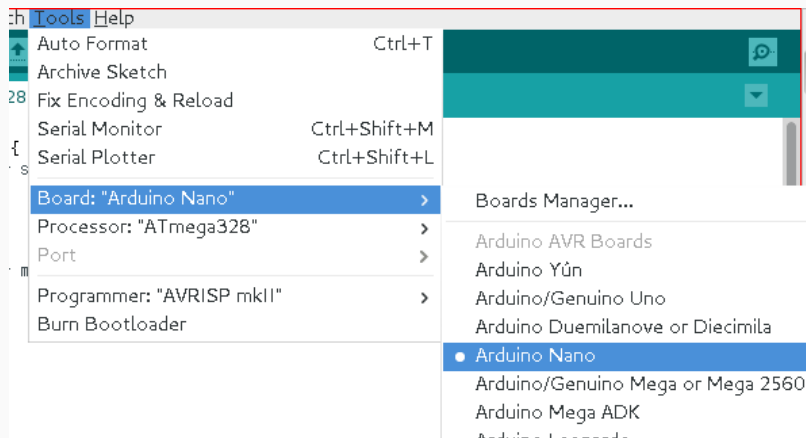 Tools Help
Auto Format Ctrl+T
Archive Sketch
28 Fix Encoding & Reload
Serial Monitor Ctrl+Shift+M
{ Serial Plotter Ctrl+Shift+L
Board: "Arduino Nano"
Processor: "ATmega328"
Port
Programmer: "AVRISP mkII"
Burn Bootloader
Boards Manager...
Arduino AVR Boards
Arduino Yún
Arduino/Genuino Uno
Arduino Duemilanove or Diecimila
Arduino Nano
Arduino/Genuino Mega or Mega 2560
Arduino Mega ADK